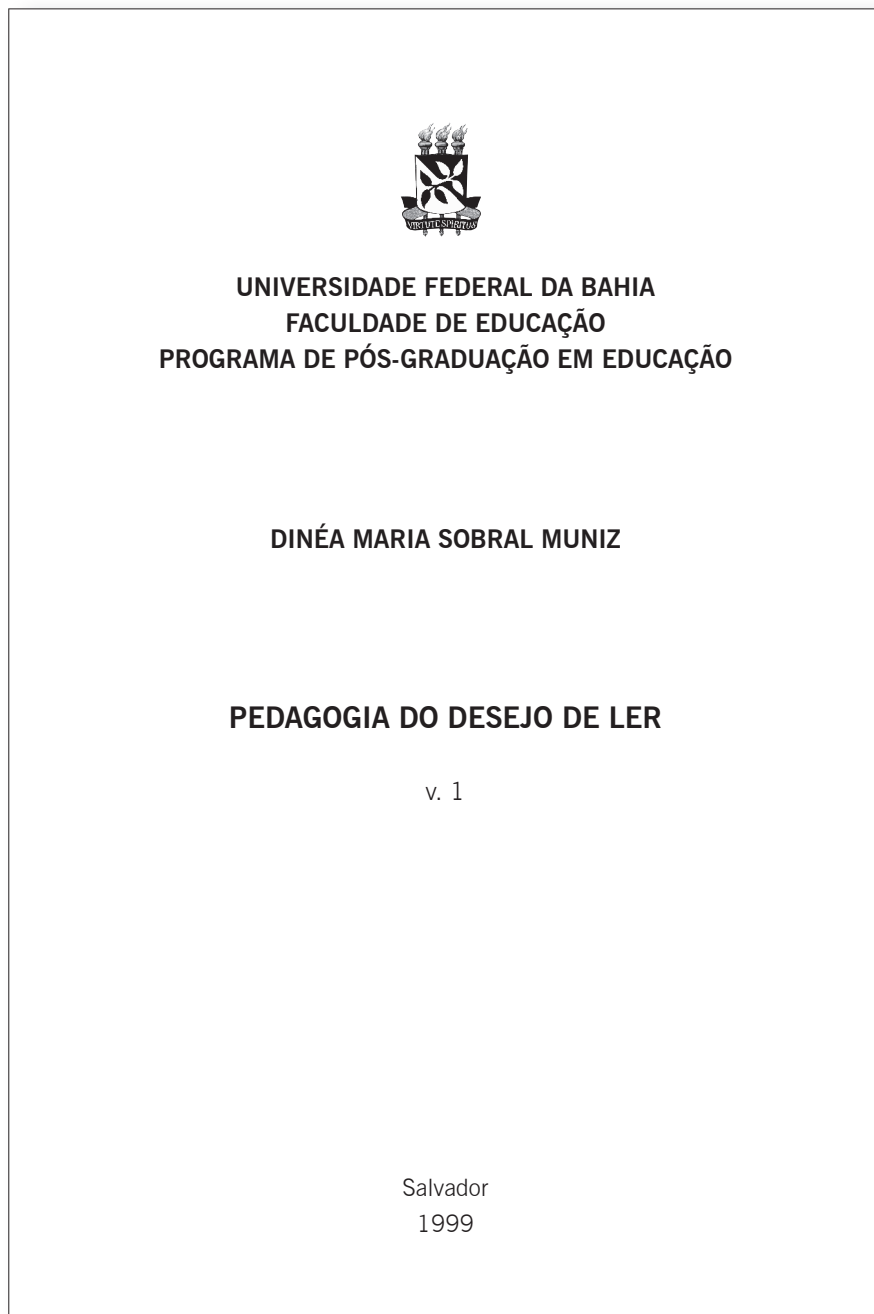 VIRTUTE SPIRITUS
UNIVERSIDADE FEDERAL DA BAHIA
FACULDADE DE EDUCAÇÃO
PROGRAMA DE PÓS-GRADUAÇÃO EM EDUCAÇÃO
DINÉA MARIA SOBRAL MUNIZ
PEDAGOGIA DO DESEJO DE LER
v. 1
Salvador
1999